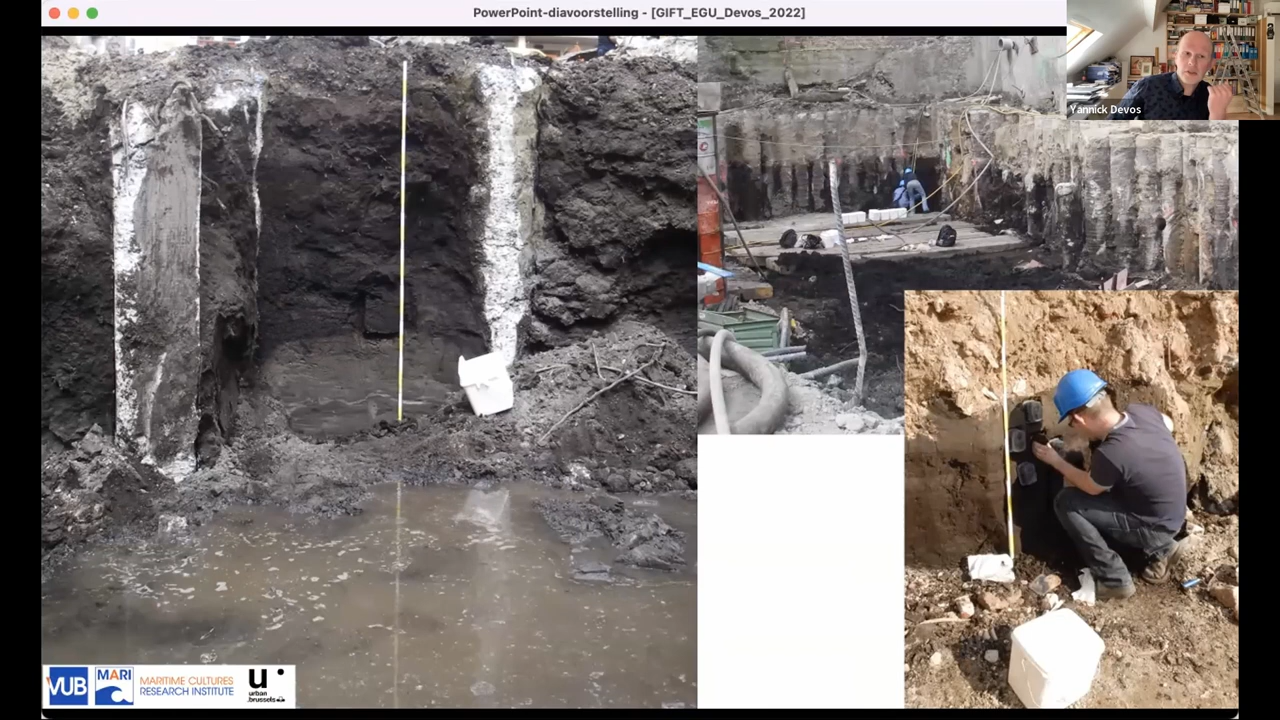 PowerPoint-diavoorstelling - [GIFT_EGU_Devos_2022]
Yannick Devos
VUB
MARI
MARITIME CULTURES
RESEARCH INSTITUTE
u
urban
.brussels